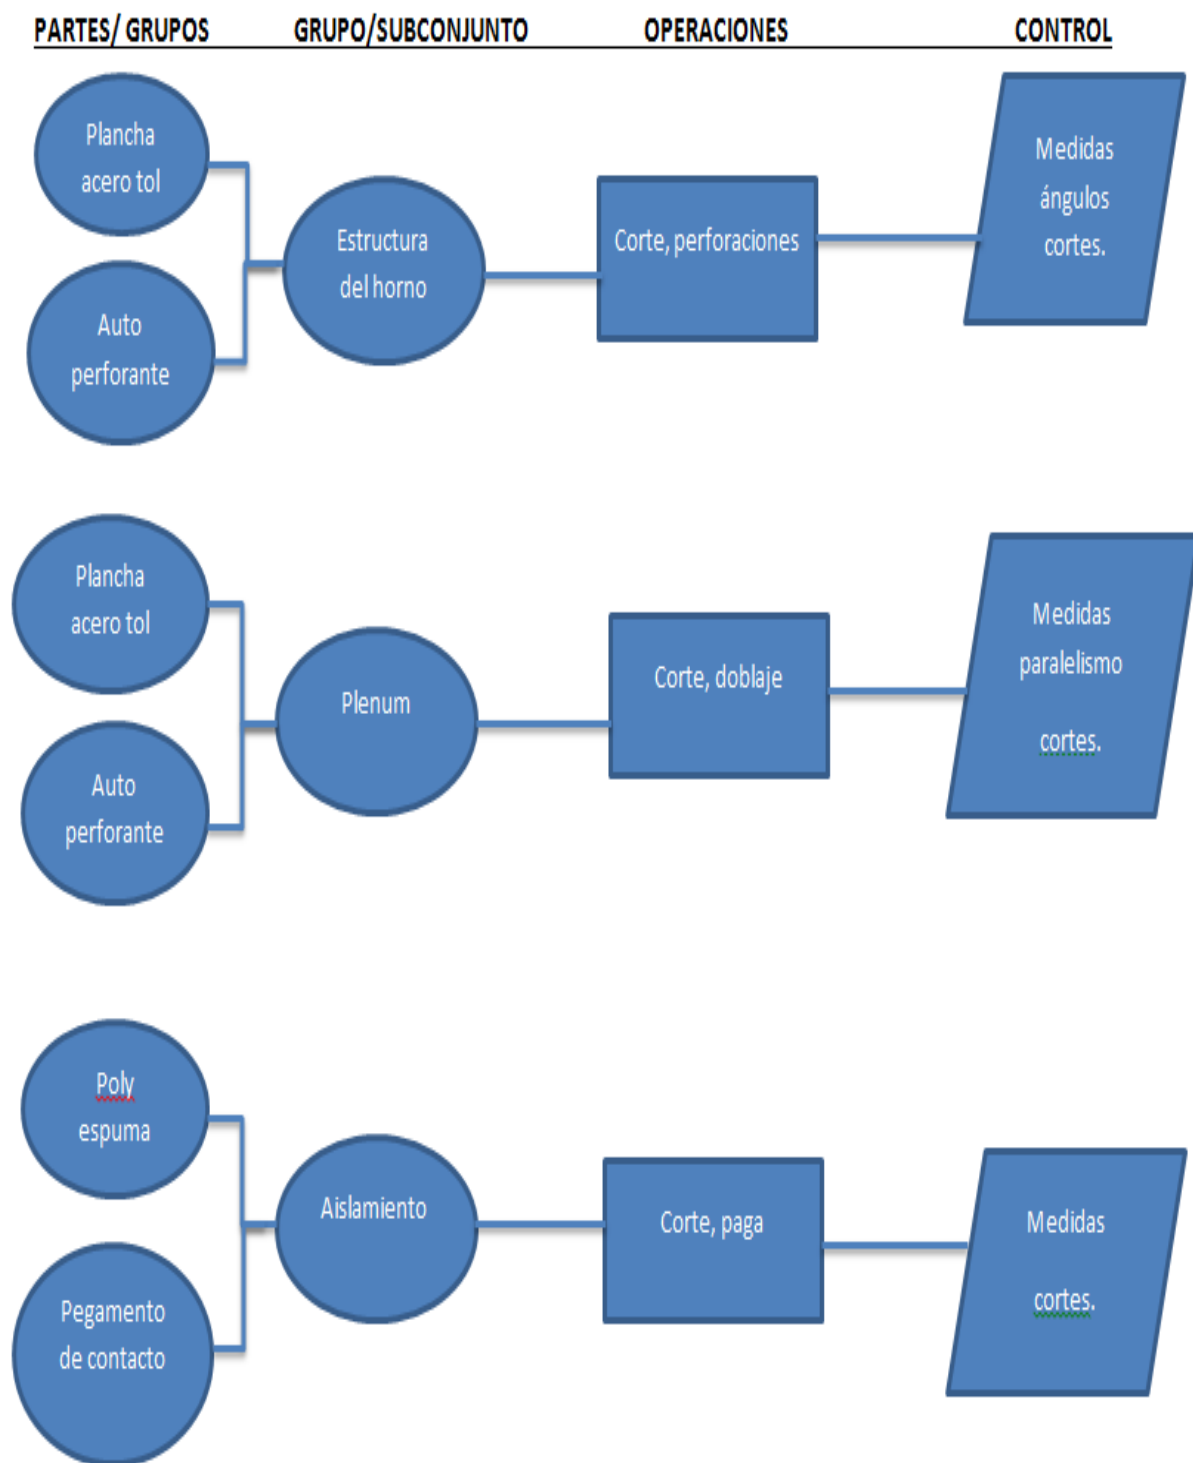 PARTES/ GRUPOS
GRUPO/SUBCONJUNTO
OPERACIONES
CONTROL
Plancha
acero tol
Auto
perforante
Estructura
del horno
Corte, perforaciones
Medidas
ángulos
cortes.
Plancha
acero tol
Auto
perforante
Plenum
Corte, doblaje
Medidas
paralelismo
cortes.
Poly
espuma
Pegamento
de contacto
Aislamiento
Corte, paga
Medidas
cortes.